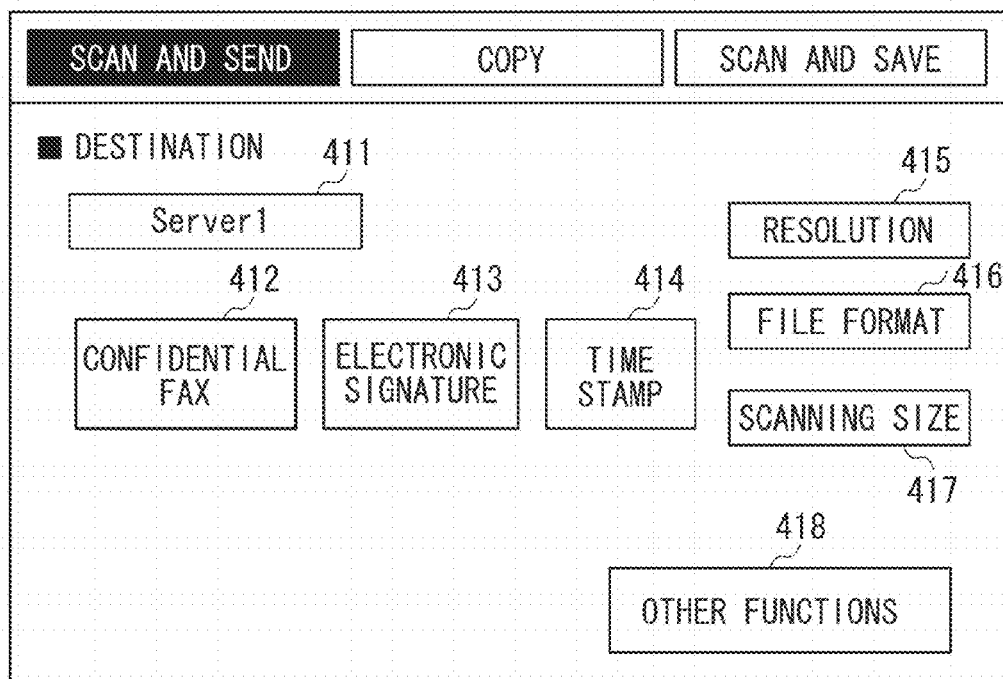 SCAN AND SEND
COPY
SCAN AND SAVE
■ DESTINATION
411
Server1
415
RESOLUTION
412
413
414
416
CONFIDENTIAL
FAX
ELECTRONIC
SIGNATURE
TIME
STAMP
FILE FORMAT
SCANNING SIZE
417
418
OTHER FUNCTIONS